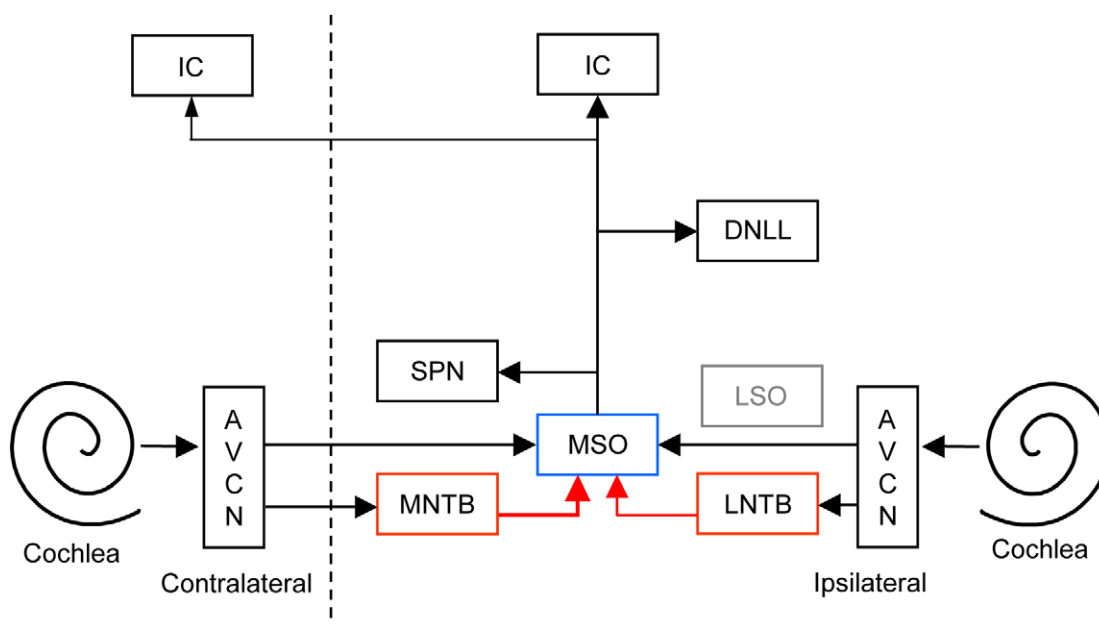 IC
IC
DNLL
SPN
LSO
A
V
C
N
MSO
A
V
C
N
MNTB
LNTB
Cochlea
Cochlea
Contralateral
Ipsilateral